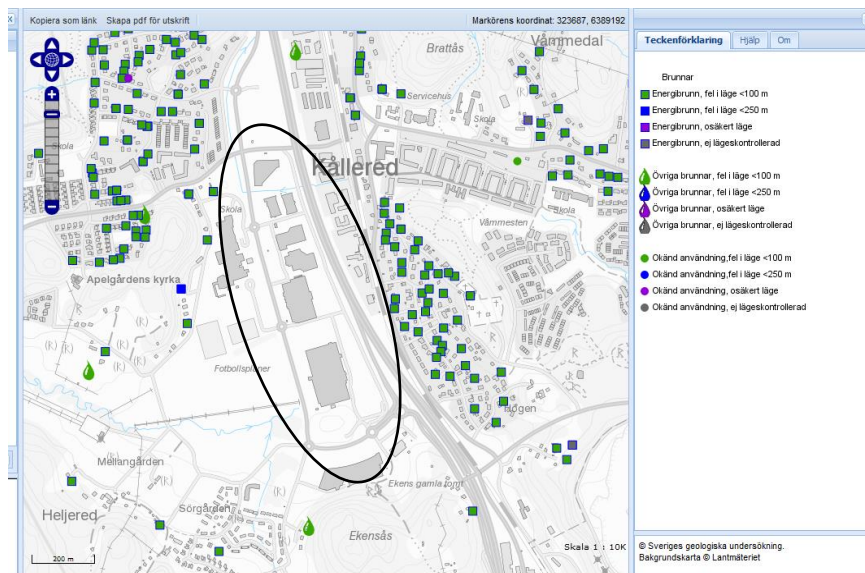 Kopiera som länk Skapa pdf för utskrift
Markörens koordinat: 323687, 6389192
Teckenförklaring
Hjälp
Om
Brunnar
Energibrunn, fel i läge <100 m
Energibrunn, fel i läge <250 m
Energibrunn, osäkert läge
Energibrunn, ej lägeskontrollerad
Övriga brunnar, fel i läge <100 m
Övriga brunnar, fel i läge <250 m
Övriga brunnar, osäkert läge
Övriga brunnar, ej lägeskontrollerad
Okänd användning,fel i läge <100 m
Okänd användning,fel i läge <250 m
Okänd användning, osäkert läge
Okänd användning, ej lägeskontrollerad
Brattås
Vommedal
Servicehus
Skola
Skola
Kållered
Skola
Skola
Våmmesten
Apelgårdens kyrka
(R)
(R)
(R)
(R)
Fotbollsplaner
Högen
Mellangården
(R)
Ekens gamla tomt
Heljered
Sörgården
Ekensås
200 m
Skala 1 : 10K
© Sveriges geologiska undersökning.
Bakgrundskarta © Lantmäteriet